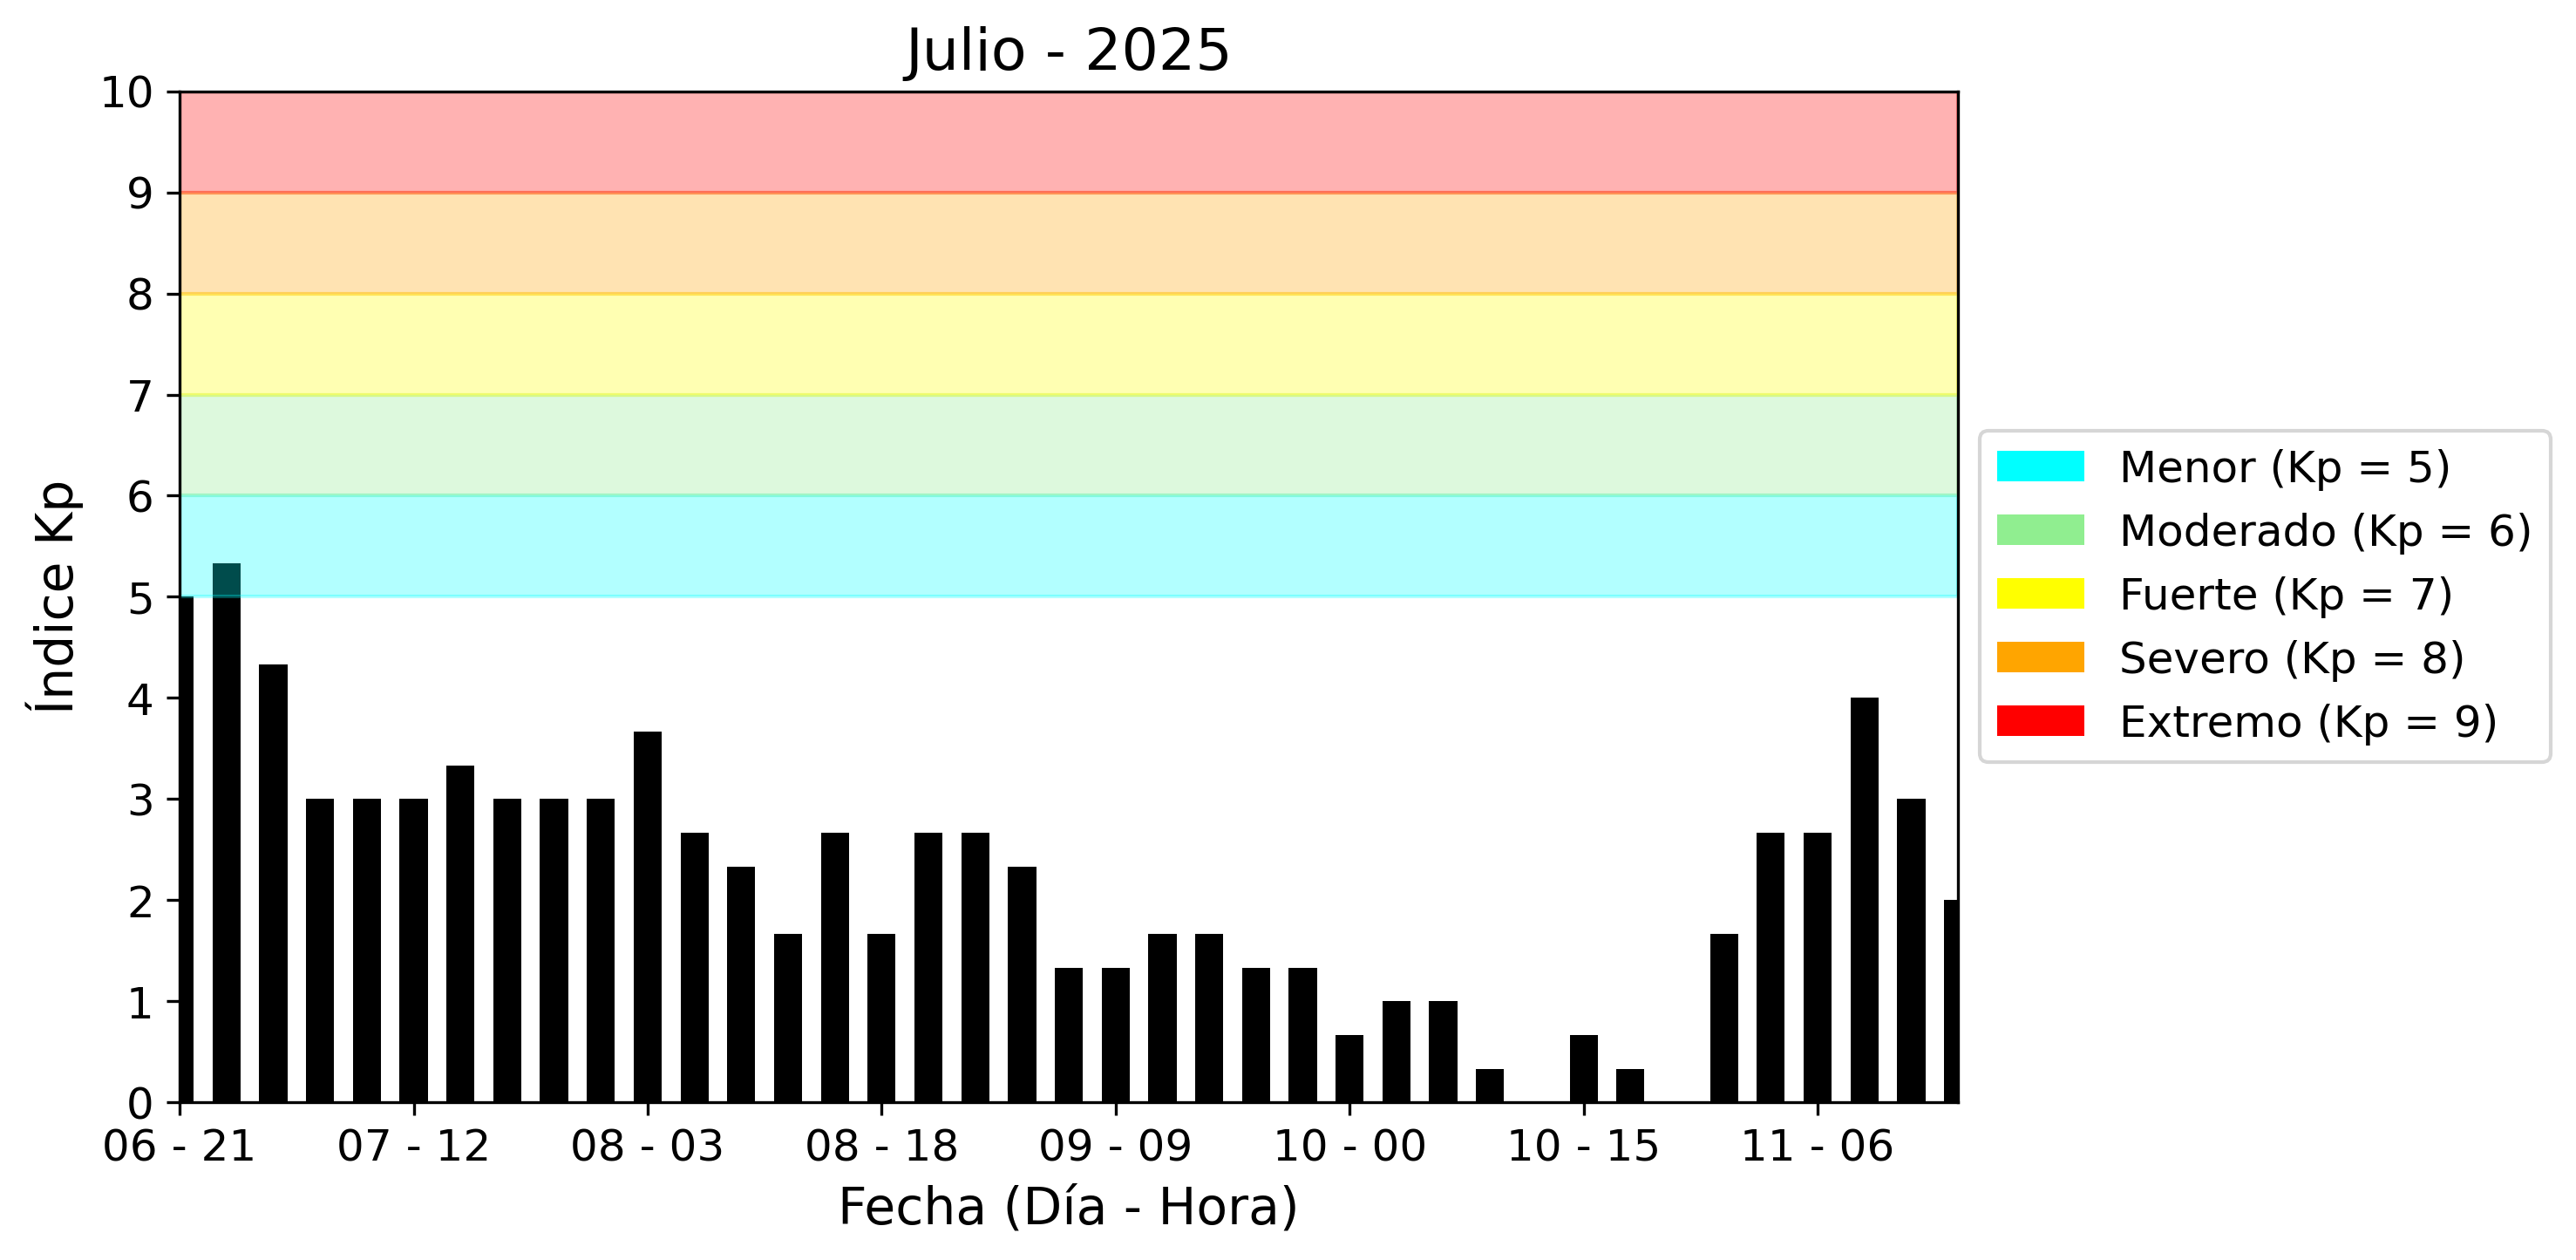 Julio - 2025
10
9
8
7
6
5
4
3
2
1
0
Índice Kp
06 - 21
07 - 12
08 - 03
08 - 18
09 - 09
10 - 00
10 - 15
11 - 06
Fecha (Día - Hora)
Menor (Kp = 5)
Moderado (Kp = 6)
Fuerte (Kp = 7)
Severo (Kp = 8)
Extremo (Kp = 9)